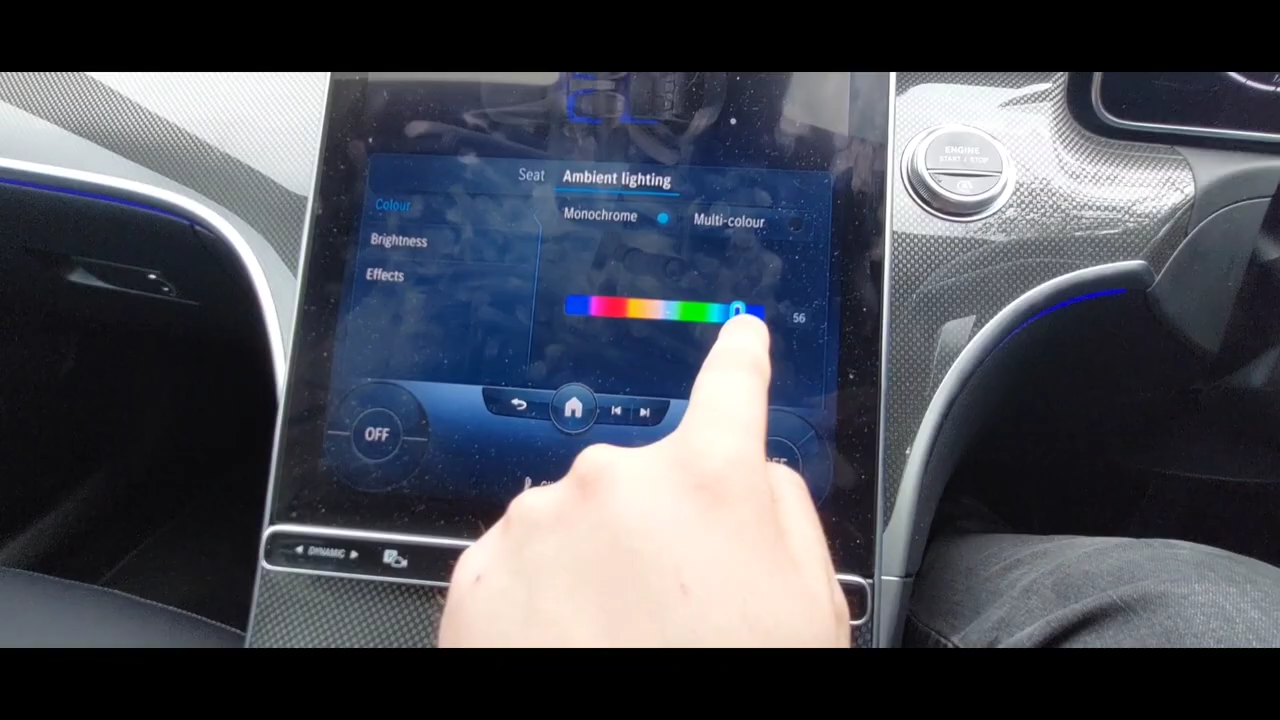 Seat Ambient lighting
Colour
Monochrome Multi-colour
Brightness
Effects
56
OFF
DYNAMIC
ENGINE
START / STOP